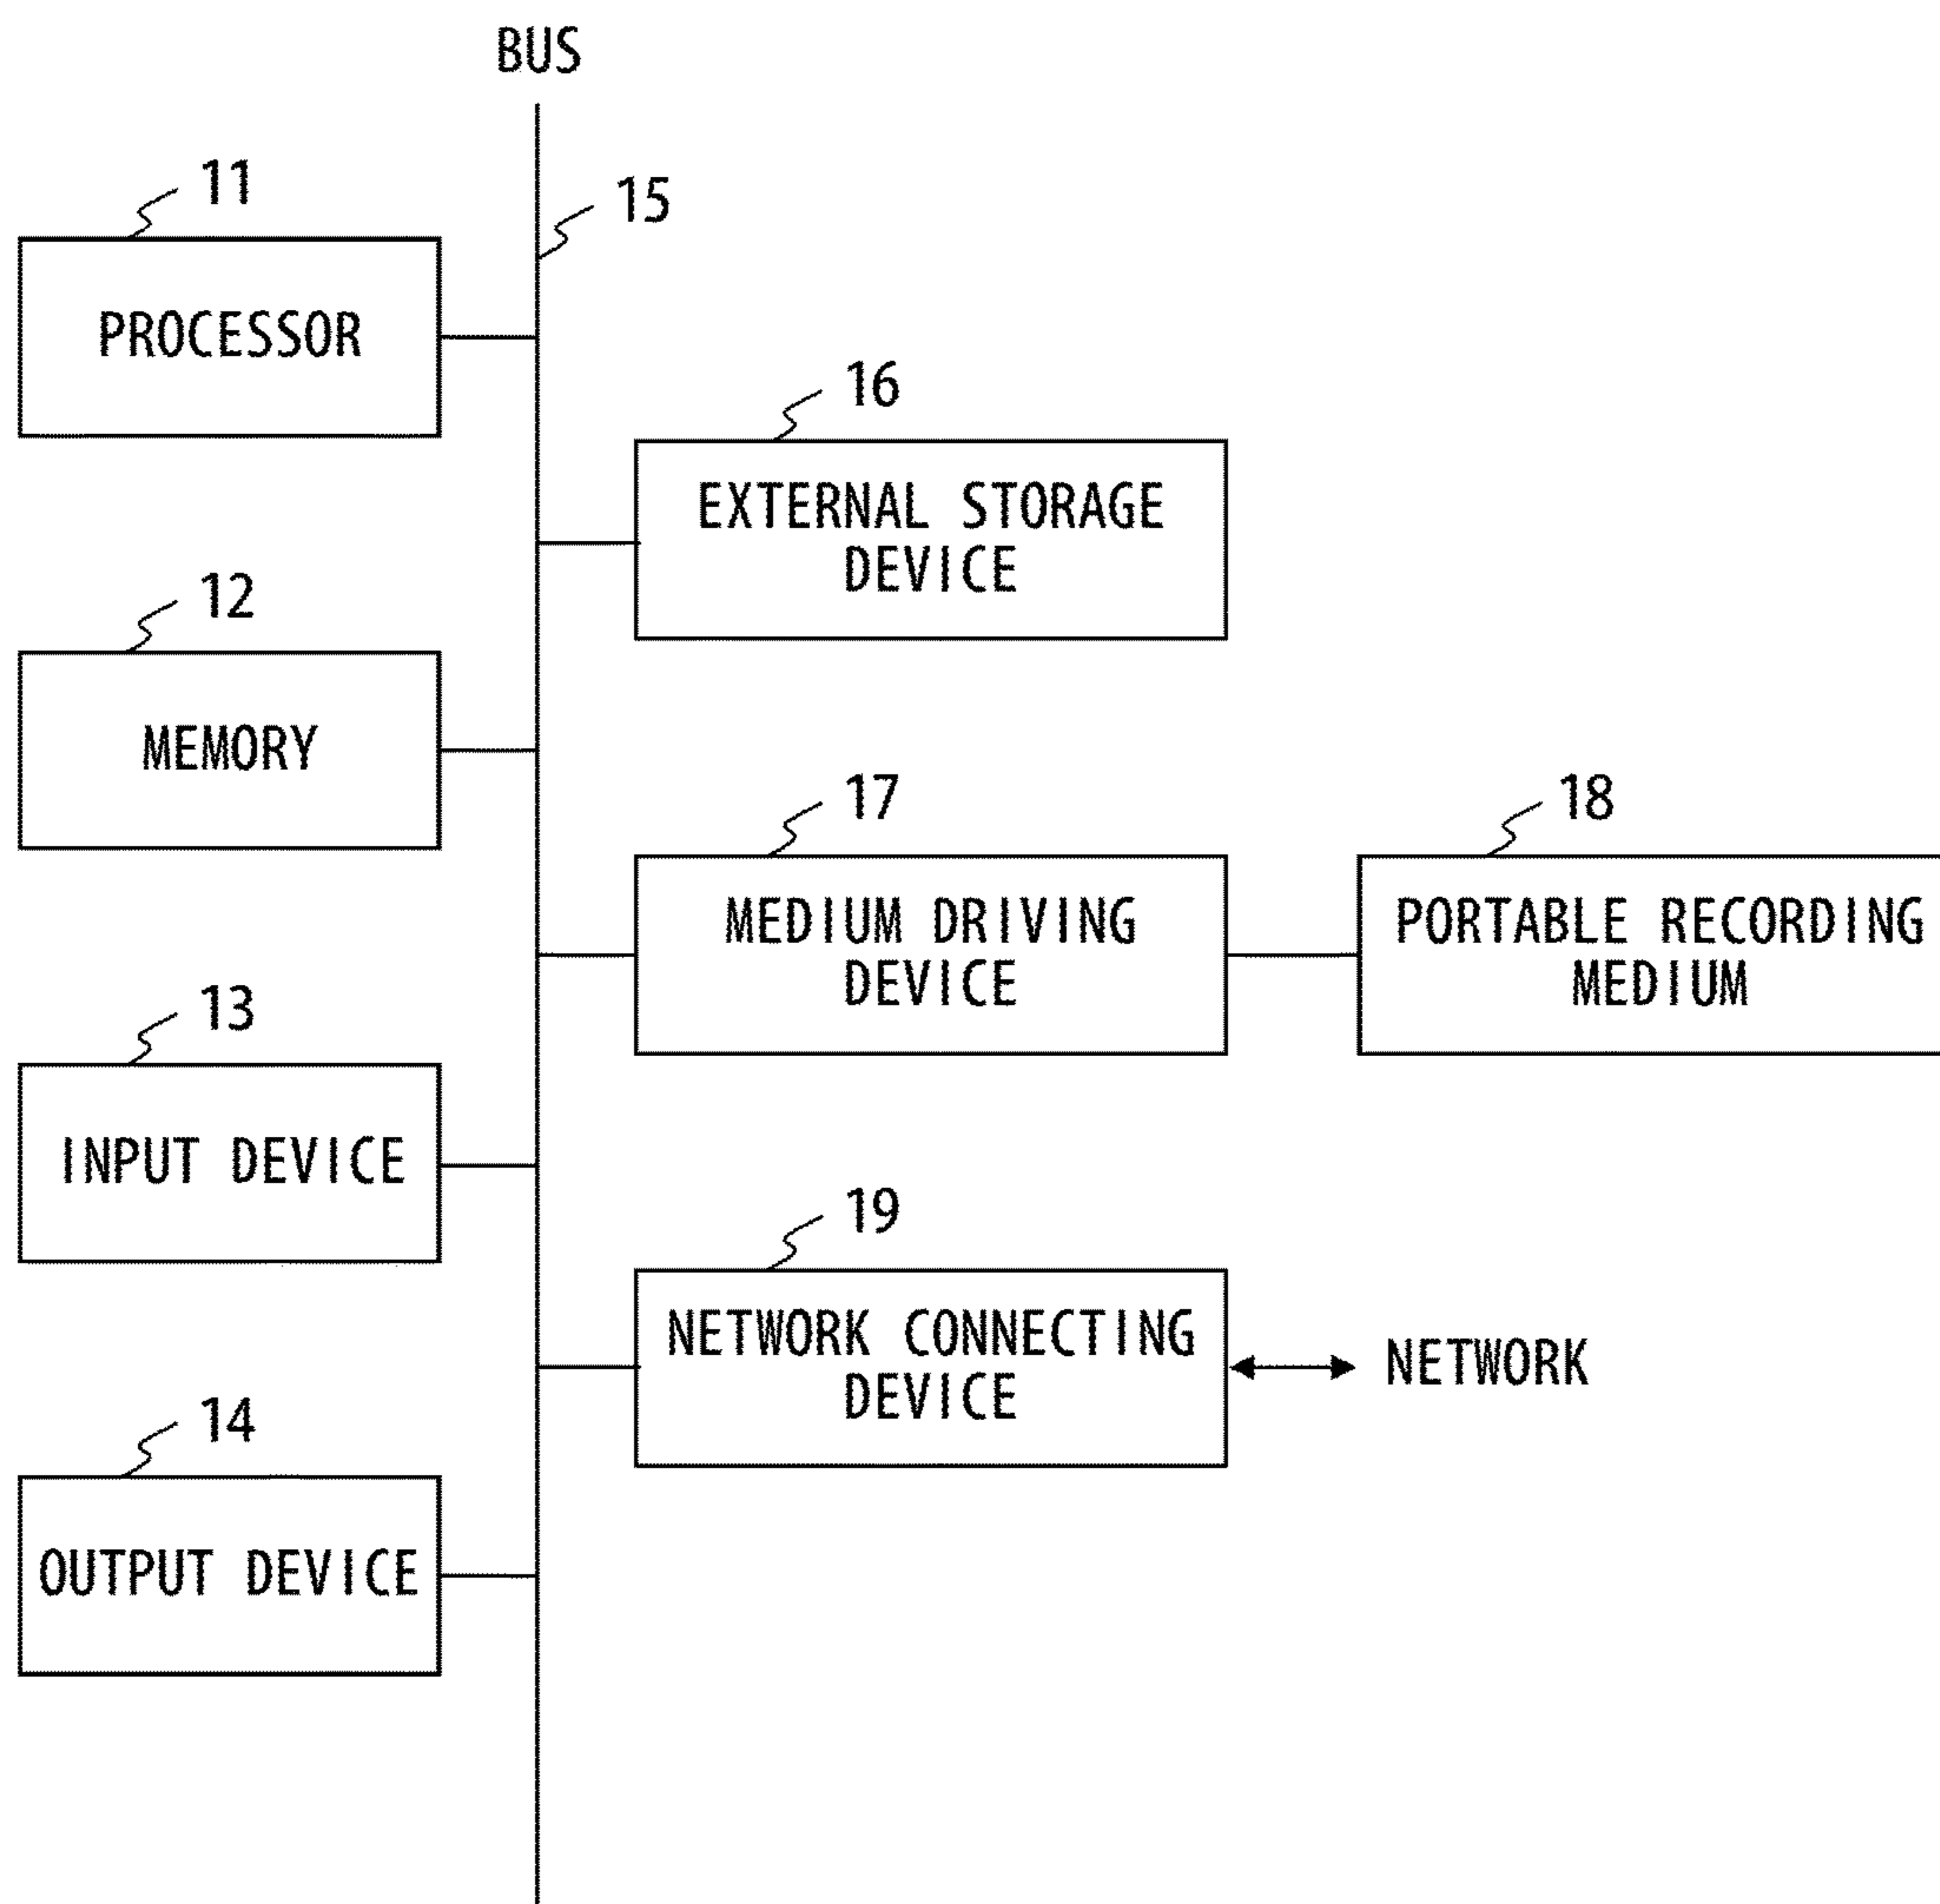 BUS
11
15
PROCESSOR
16
EXTERNAL STORAGE
DEVICE
12
MEMORY
17
18
MEDIUM DRIVING
DEVICE
PORTABLE RECORDING
MEDIUM
13
INPUT DEVICE
19
NETWORK CONNECTING
DEVICE
NETWORK
14
OUTPUT DEVICE